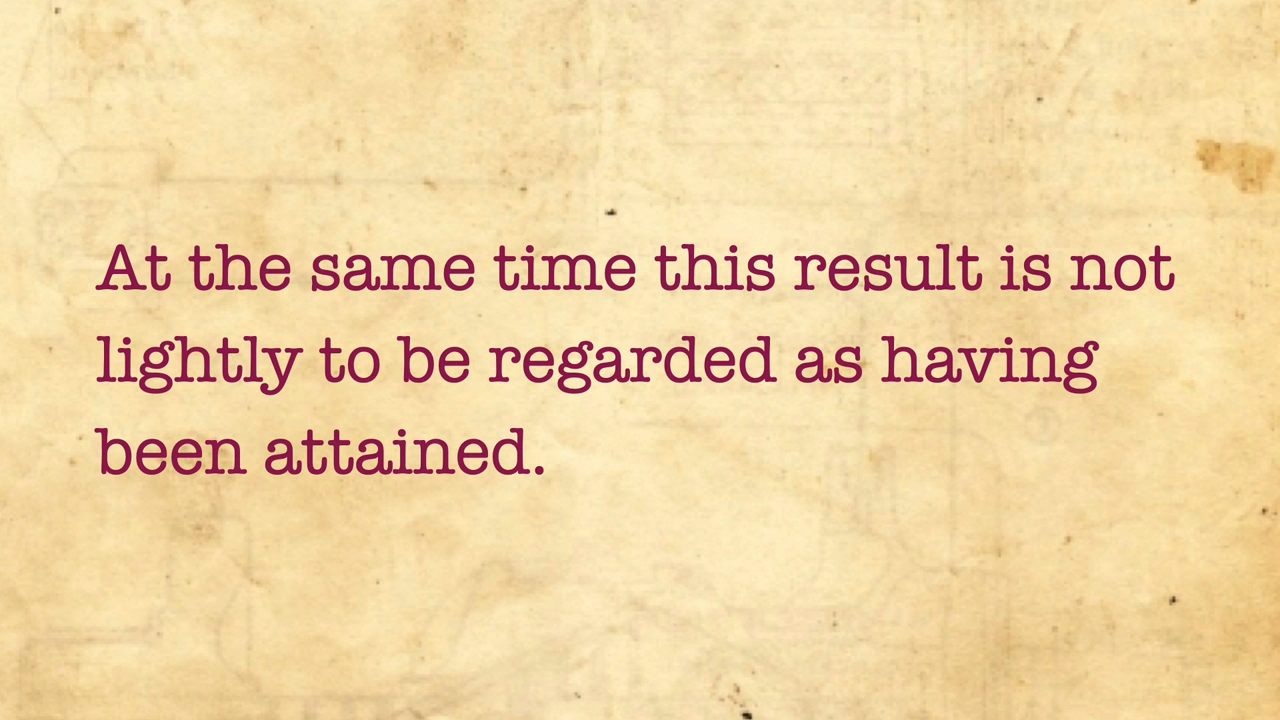 At the same time this result is not
lightly to be regarded as having
been attained.